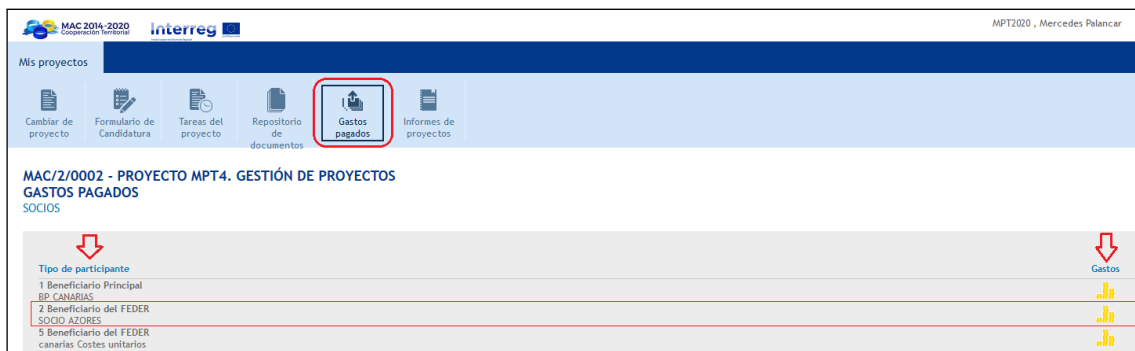 MAC 2014-2020
Cooperación Territorial
Interreg
MPT2020 , Mercedes Palancar
Mis proyectos
Cambiar de
proyecto
Formulario de
Candidatura
Tareas del
proyecto
Repositorio
de
documentos
Gastos
pagados
Informes de
proyectos
MAC/2/0002 - PROYECTO MPT4. GESTIÓN DE PROYECTOS
GASTOS PAGADOS
SOCIOS
Tipo de participante
Gastos
1 Beneficiario Principal
BP CANARIAS
2 Beneficiario del FEDER
SOCIO AZORES
5 Beneficiario del FEDER
canarias Costes unitarios